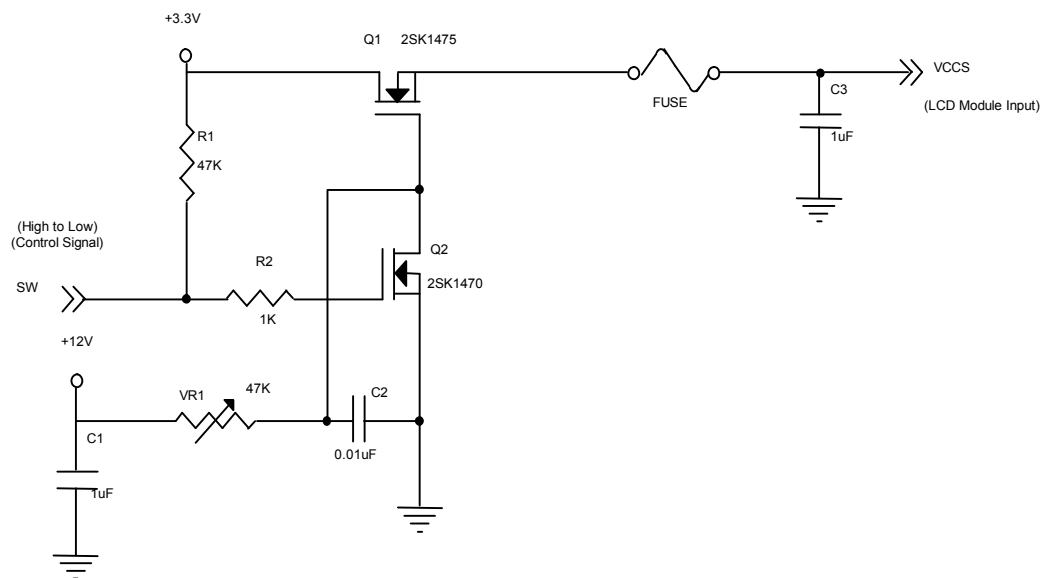 +3.3V
Q1 2SK1475
VCCS
FUSE
C3
(LCD Module Input)
R1
1uF
47K
(High to Low)
(Control Signal)
Q2
R2
SW
2SK1470
1K
+12V
VR1
47K
C2
C1
0.01uF
1uF